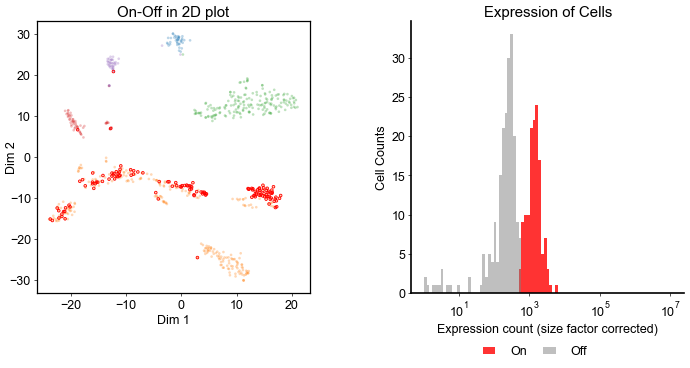 On-Off in 2D plot
30
20
10
0
−10
−20
−30
Dim 2
−20 −10 0 10 20
Dim 1
Expression of Cells
35
30
25
20
15
10
5
0
Cell Counts
10^1 10^3 10^5 10^7
Expression count (size factor corrected)
On Off